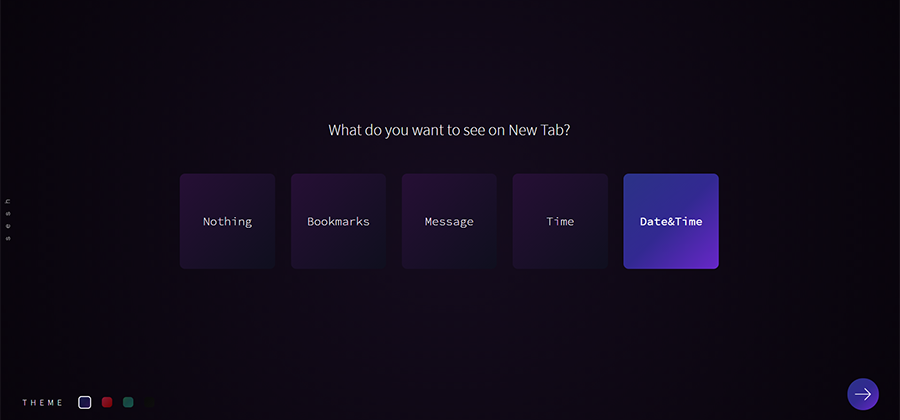 What do you want to see on New Tab?
Nothing
Bookmarks
Message
Time
Date&Time
sesh
THEME